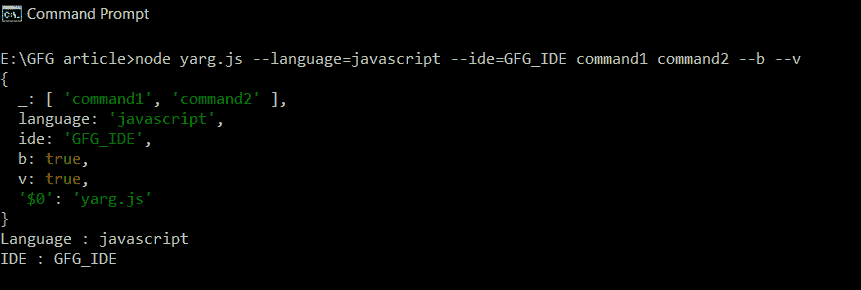 Command Prompt
E:\GFG article>node yarg.js --language=javascript --ide=GFG_IDE command1 command2 --b --v
{
  _: [ 'command1', 'command2' ],
  language: 'javascript',
  ide: 'GFG_IDE',
  b: true,
  v: true,
  '$0': 'yarg.js'
}
Language : javascript
IDE : GFG_IDE